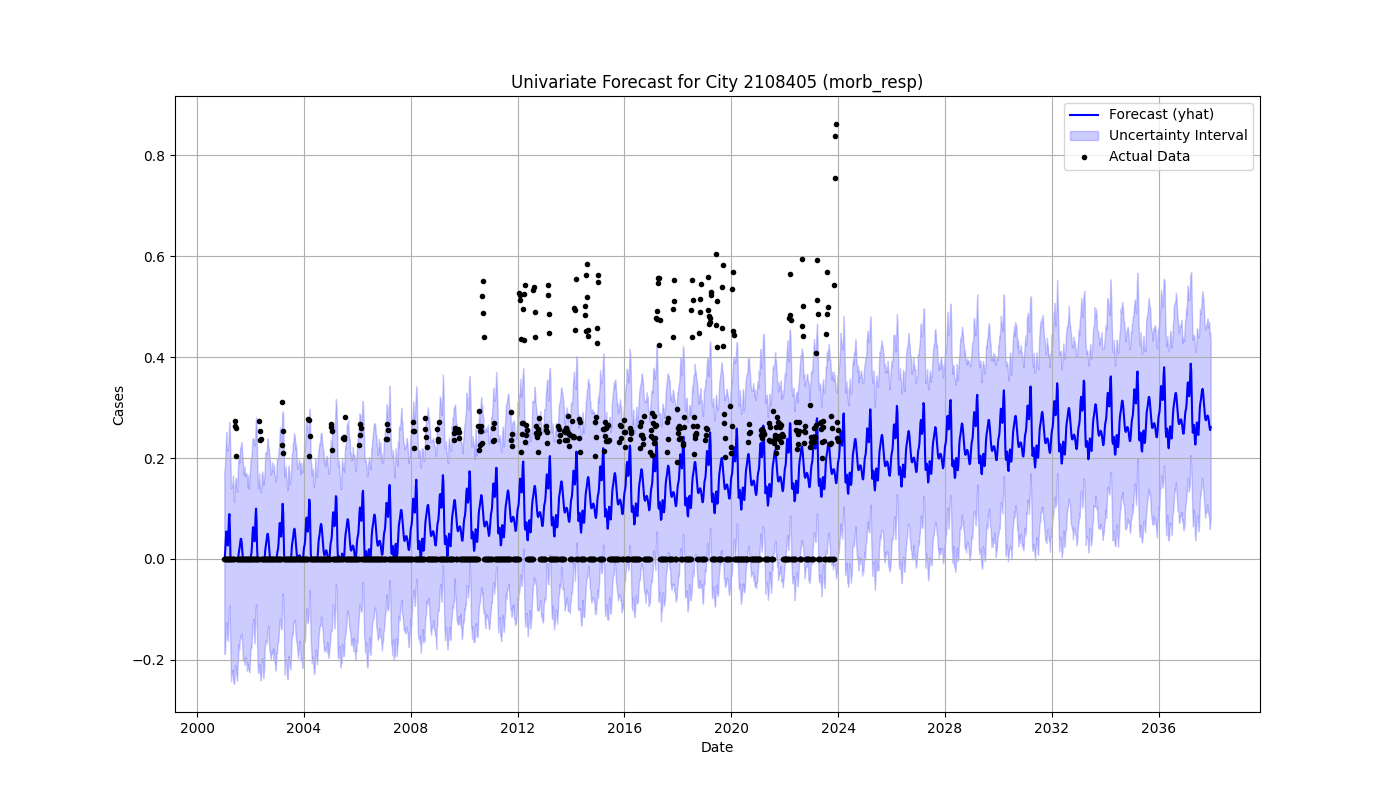 Univariate Forecast for City 2108405 (morb_resp)
Forecast (yhat)
Uncertainty Interval
Actual Data
Cases
0.8
0.6
0.4
0.2
0.0
−0.2
2000 2004 2008 2012 2016 2020 2024 2028 2032 2036
Date